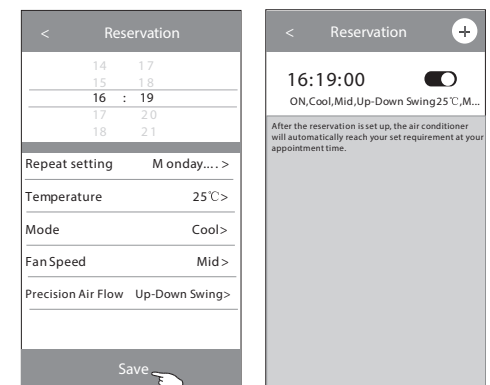 < Reservation
14 17
15 18
16 : 19
17 20
18 21
Repeat setting Monday....>
Temperature 25℃>
Mode Cool>
Fan Speed Mid>
Precision Air Flow Up-Down Swing>
Save
< Reservation +
16:19:00
ON,Cool,Mid,Up-Down Swing25℃,M...
After the reservation is set up, the air conditioner
will automatically reach your set requirement at your
appointment time.